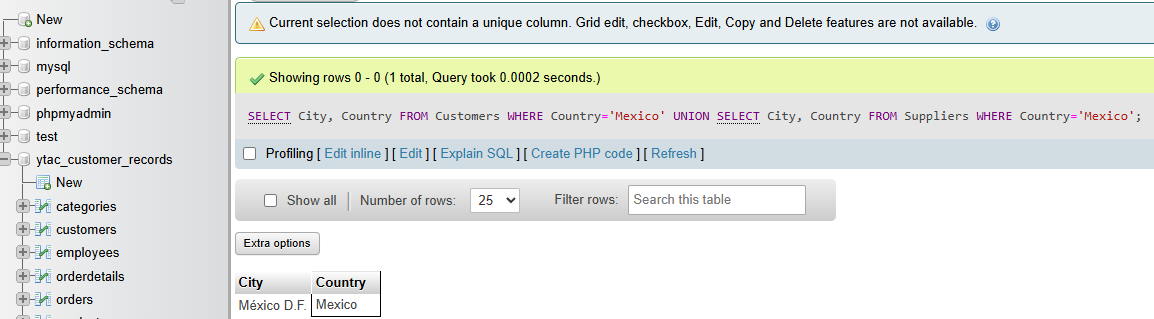 New
information_schema
mysql
performance_schema
phpmyadmin
test
ytac_customer_records
New
categories
customers
employees
orderdetails
orders
Current selection does not contain a unique column. Grid edit, checkbox, Edit, Copy and Delete features are not available.
Showing rows 0 - 0 (1 total, Query took 0.0002 seconds.)
SELECT City, Country FROM Customers WHERE Country='Mexico' UNION SELECT City, Country FROM Suppliers WHERE Country='Mexico';
Profiling [ Edit inline ] [ Edit ] [ Explain SQL ] [ Create PHP code ] [ Refresh ]
Show all Number of rows: 25 Filter rows: Search this table
Extra options
City Country
México D.F. Mexico